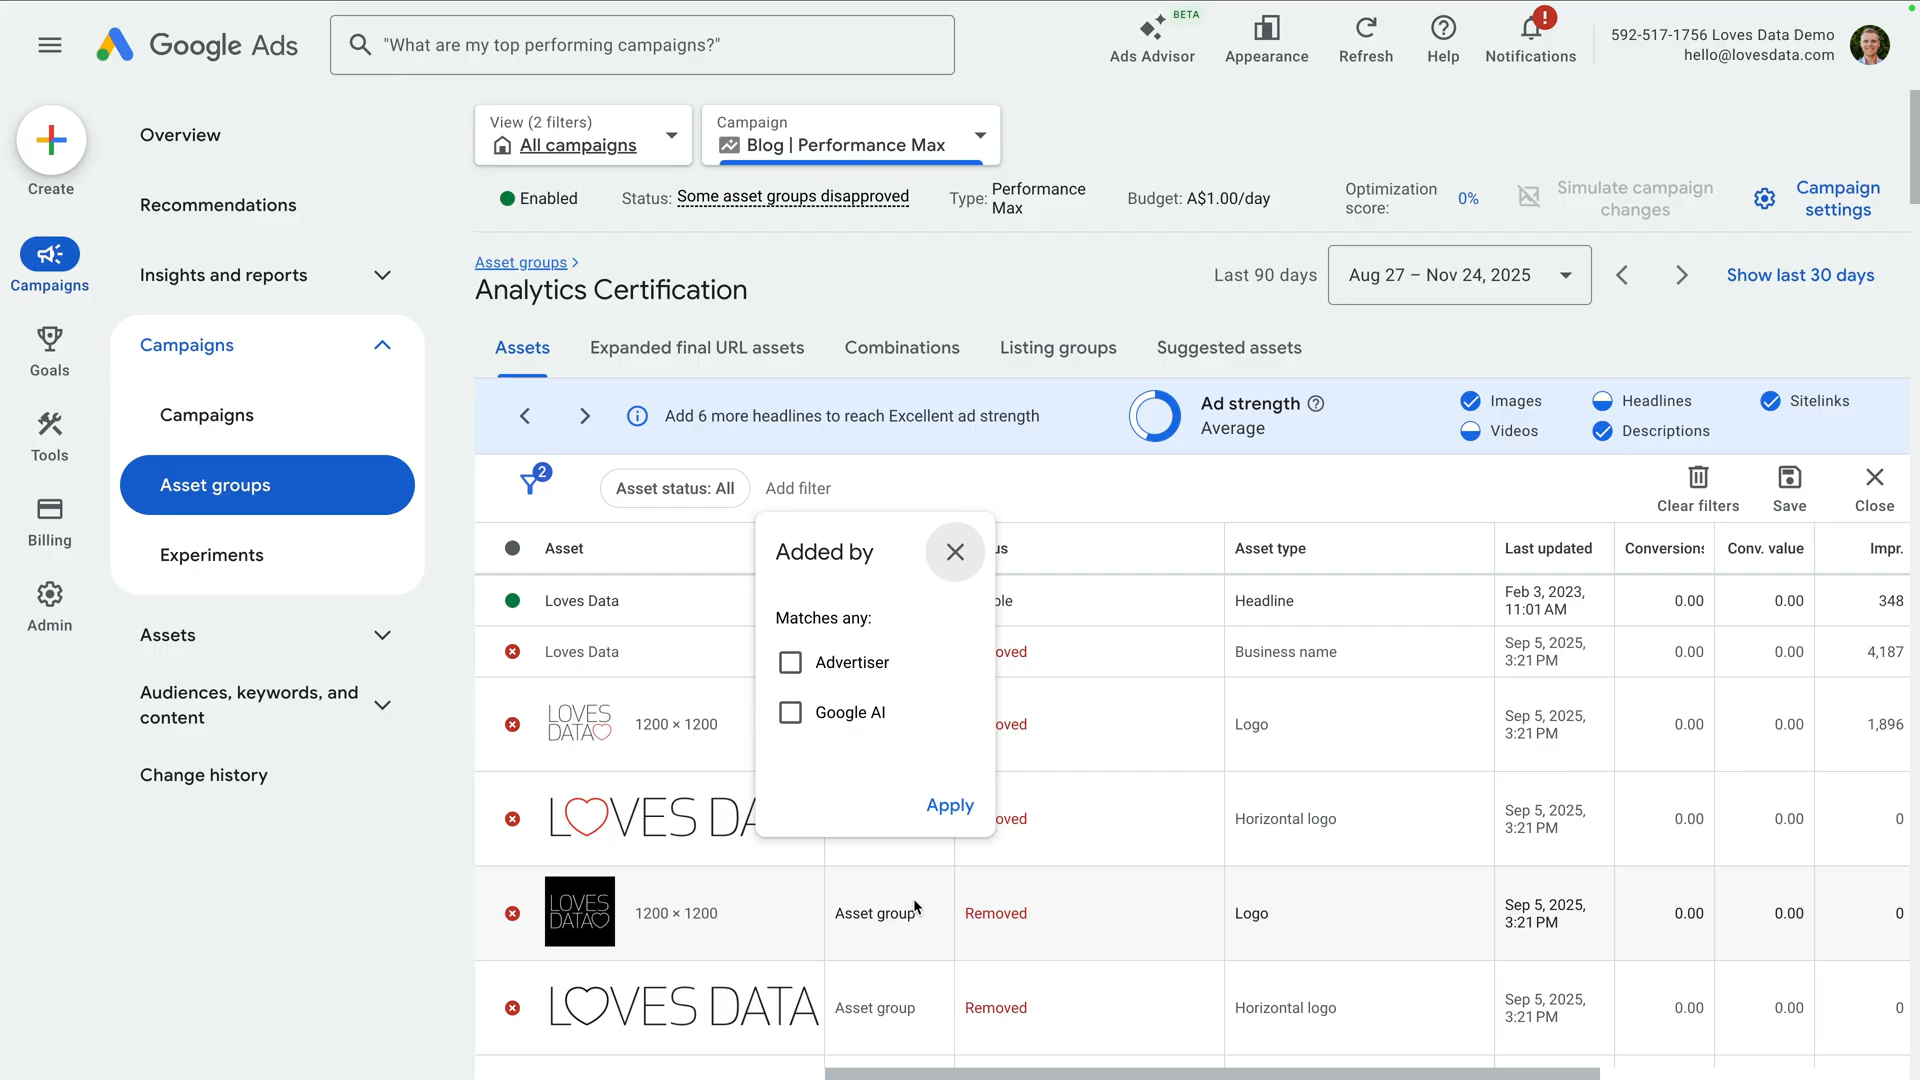 Google Ads
"What are my top performing campaigns?"
BETA
Ads Advisor
Appearance
Refresh
Help
!
Notifications
592-517-1756 Loves Data Demo
hello@lovesdata.com
Create
Campaigns
Goals
Tools
Billing
Admin
Overview
Recommendations
Insights and reports
Campaigns
Campaigns
Asset groups
Experiments
Assets
Audiences, keywords, and
content
Change history
View (2 filters)
All campaigns
Campaign
Blog | Performance Max
Enabled
Status: Some asset groups disapproved
Type: Performance
Max
Budget: A$1.00/day
Optimization
score:
0%
Simulate campaign
changes
Campaign
settings
Asset groups >
Analytics Certification
Last 90 days
Aug 27 – Nov 24, 2025
Show last 30 days
Assets
Expanded final URL assets
Combinations
Listing groups
Suggested assets
Add 6 more headlines to reach Excellent ad strength
Ad strength
Average
Images
Headlines
Sitelinks
Videos
Descriptions
2
Asset status: All
Add filter
Clear filters
Save
Close
Asset
us
Asset type
Last updated
Conversions
Conv. value
Impr.
Added by
Matches any:
Advertiser
Google AI
Apply
Loves Data
ble
Headline
Feb 3, 2023,
11:01 AM
0.00
0.00
348
Loves Data
oved
Business name
Sep 5, 2025,
3:21 PM
0.00
0.00
4,187
LOVES
DATA
1200 × 1200
oved
Logo
Sep 5, 2025,
3:21 PM
0.00
0.00
1,896
LOVES DA
oved
Horizontal logo
Sep 5, 2025,
3:21 PM
0.00
0.00
0
LOVES
DATA
1200 × 1200
Asset group
Removed
Logo
Sep 5, 2025,
3:21 PM
0.00
0.00
0
LOVES DATA
Asset group
Removed
Horizontal logo
Sep 5, 2025,
3:21 PM
0.00
0.00
0